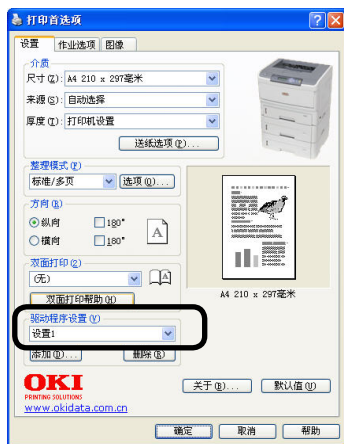 打印首选项
设置 作业选项 图像
介质
尺寸(Z): A4 210 x 297毫米
来源(S): 自动选择
厚度(T): 打印机设置
送纸选项(P)...
整理模式(F)
标准/多页 选项(O)...
方向(R)
纵向 180°
横向 180°
A
双面打印(2)
(无)
双面打印帮助(H)
A4 210 x 297毫米
驱动程序设置(V)
设置1
添加(D)... 删除(E)
OKI
PRINTING SOLUTIONS
www.okidata.com.cn
关于(B)... 默认值(U)
确定 取消 帮助